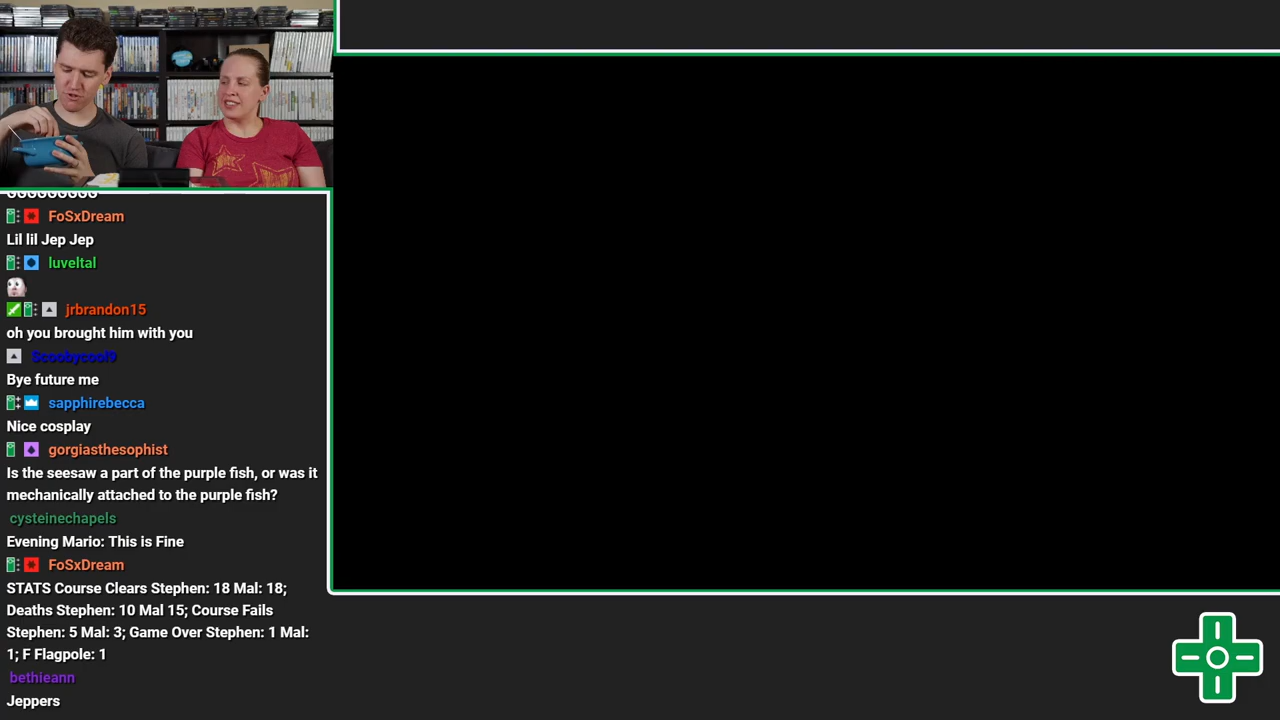 FoSxDream
Lil lil Jep Jep
luveltal
jrbrandon15
oh you brought him with you
Scoobycool9
Bye future me
sapphirebecca
Nice cosplay
gorgiasthesophist
Is the seesaw a part of the purple fish, or was it
mechanically attached to the purple fish?
cysteinechapels
Evening Mario: This is Fine
FoSxDream
STATS Course Clears Stephen: 18 Mal: 18;
Deaths Stephen: 10 Mal 15; Course Fails
Stephen: 5 Mal: 3; Game Over Stephen: 1 Mal:
1; F Flagpole: 1
bethieann
Jeppers